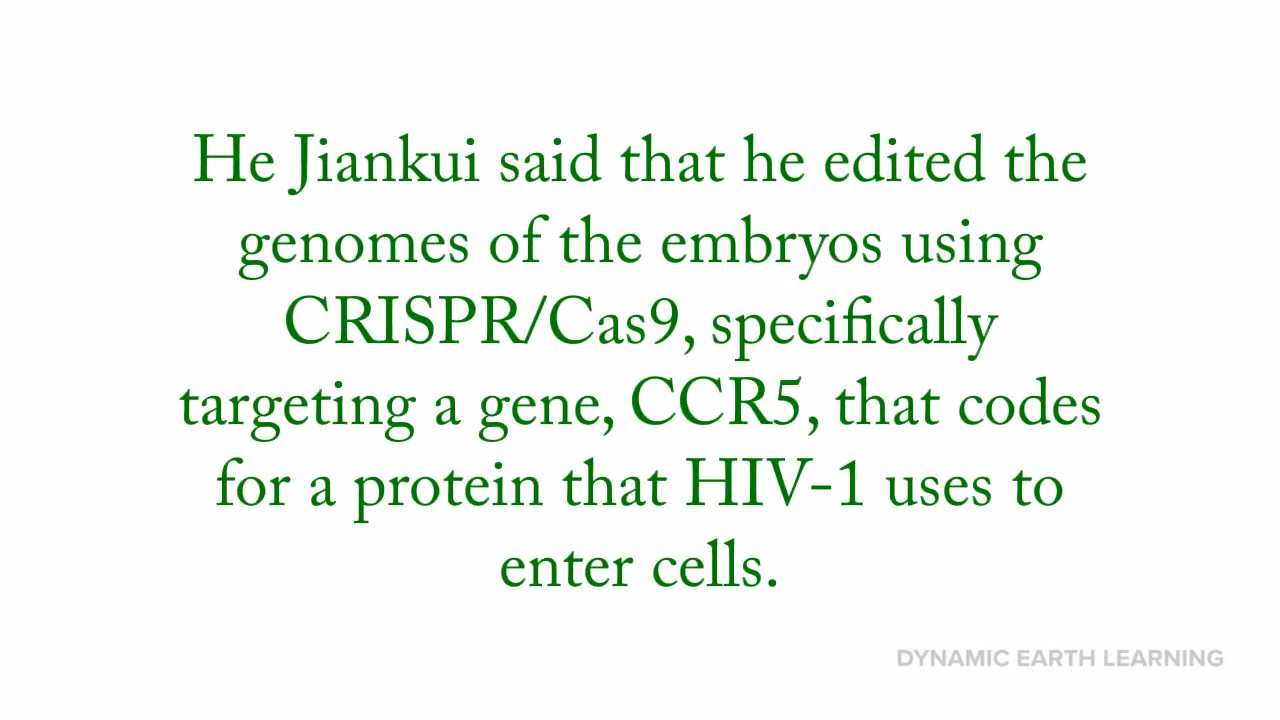 He Jiankui said that he edited the
genomes of the embryos using
CRISPR/Cas9, specifically
targeting a gene, CCR5, that codes
for a protein that HIV-1 uses to
enter cells.
DYNAMIC EARTH LEARNING